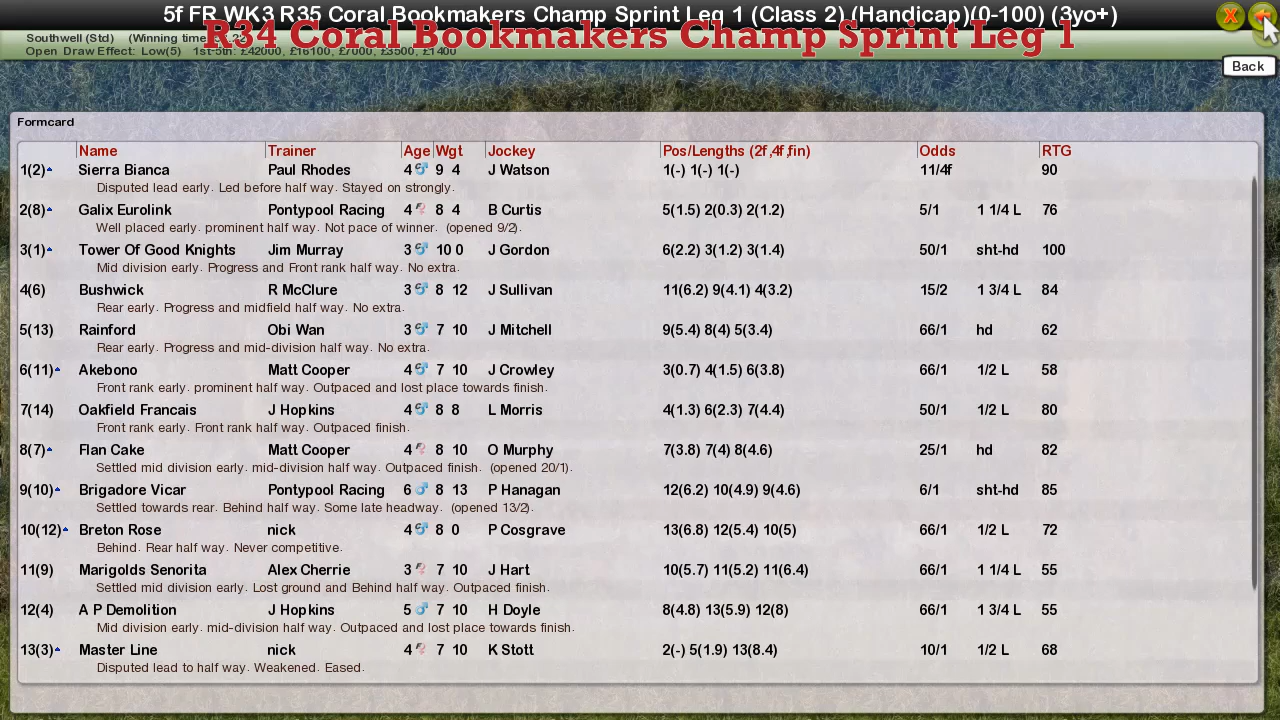 5f FR WK3 R35 Coral Bookmakers Champ Sprint Leg 1 (Class 2) (Handicap)(0-100) (3yo+)
R34 Coral Bookmakers Champ Sprint Leg 1
Southwell (Std) (Winning time
Open Draw Effect: Low(5) 1st-5th: £42000, £16100, £7000, £3500, £1400
Back
Formcard
Name Trainer Age Wgt Jockey Pos/Lengths (2f,4f,fin) Odds RTG
1(2) Sierra Bianca Paul Rhodes 4 9 4 J Watson 1(-) 1(-) 1(-) 11/4f 90
Disputed lead early. Led before half way. Stayed on strongly.
2(8) Galix Eurolink Pontypool Racing 4 8 4 B Curtis 5(1.5) 2(0.3) 2(1.2) 5/1 1 1/4 L 76
Well placed early. prominent half way. Not pace of winner. (opened 9/2).
3(1) Tower Of Good Knights Jim Murray 3 10 0 J Gordon 6(2.2) 3(1.2) 3(1.4) 50/1 sht-hd 100
Mid division early. Progress and Front rank half way. No extra.
4(6) Bushwick R McClure 3 8 12 J Sullivan 11(6.2) 9(4.1) 4(3.2) 15/2 1 3/4 L 84
Rear early. Progress and midfield half way. No extra.
5(13) Rainford Obi Wan 3 7 10 J Mitchell 9(5.4) 8(4) 5(3.4) 66/1 hd 62
Rear early. Progress and mid-division half way. No extra.
6(11) Akebono Matt Cooper 4 7 10 J Crowley 3(0.7) 4(1.5) 6(3.8) 66/1 1/2 L 58
Front rank early. prominent half way. Outpaced and lost place towards finish.
7(14) Oakfield Francais J Hopkins 4 8 8 L Morris 4(1.3) 6(2.3) 7(4.4) 50/1 1/2 L 80
Front rank early. Front rank half way. Outpaced finish.
8(7) Flan Cake Matt Cooper 4 8 10 O Murphy 7(3.8) 7(4) 8(4.6) 25/1 hd 82
Settled mid division early. mid-division half way. Outpaced finish. (opened 20/1).
9(10) Brigadore Vicar Pontypool Racing 6 8 13 P Hanagan 12(6.2) 10(4.9) 9(4.6) 6/1 sht-hd 85
Settled towards rear. Behind half way. Some late headway. (opened 13/2).
10(12) Breton Rose nick 4 8 0 P Cosgrave 13(6.8) 12(5.4) 10(5) 66/1 1/2 L 72
Behind. Rear half way. Never competitive.
11(9) Marigolds Senorita Alex Cherrie 3 7 10 J Hart 10(5.7) 11(5.2) 11(6.4) 66/1 1 1/4 L 55
Settled mid division early. Lost ground and Behind half way. Outpaced finish.
12(4) A P Demolition J Hopkins 5 7 10 H Doyle 8(4.8) 13(5.9) 12(8) 66/1 1 3/4 L 55
Mid division early. mid-division half way. Outpaced and lost place towards finish.
13(3) Master Line nick 4 7 10 K Stott 2(-) 5(1.9) 13(8.4) 10/1 1/2 L 68
Disputed lead to half way. Weakened. Eased.